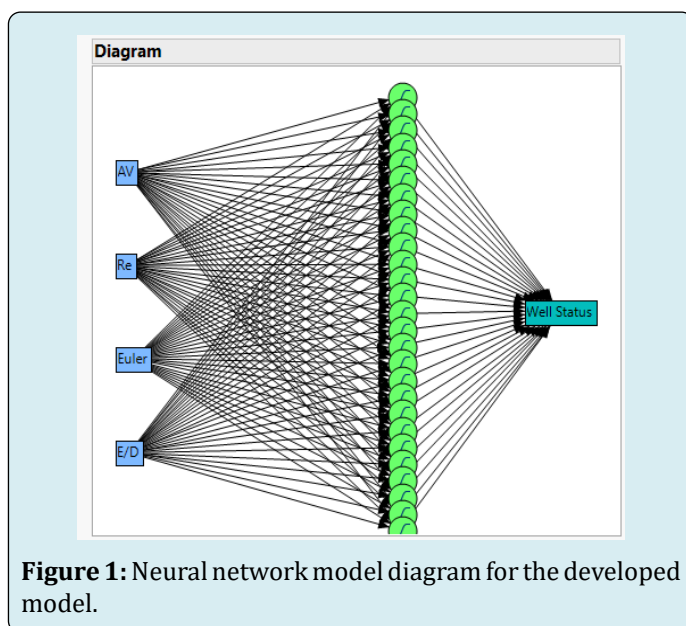 Diagram
AV
Re
Euler
E/D
Well Status
Figure 1: Neural network model diagram for the developed
model.